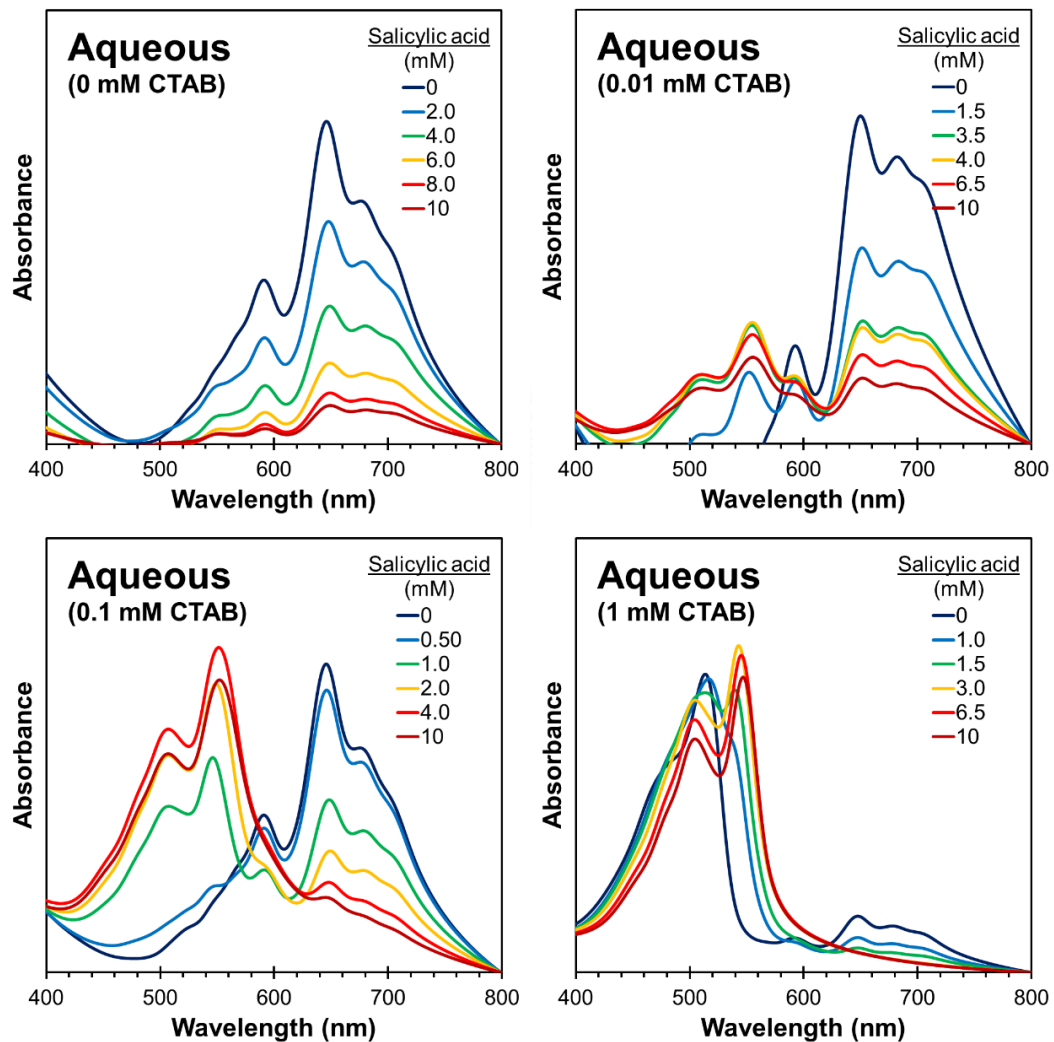 Aqueous
(0 mM CTAB)
Salicylic acid
(mM)
0
2.0
4.0
6.0
8.0
10
Absorbance
400 500 600 700 800
Wavelength (nm)
Aqueous
(0.01 mM CTAB)
Salicylic acid
(mM)
0
1.5
3.5
4.0
6.5
10
Absorbance
400 500 600 700 800
Wavelength (nm)
Aqueous
(0.1 mM CTAB)
Salicylic acid
(mM)
0
0.50
1.0
2.0
4.0
10
Absorbance
400 500 600 700 800
Wavelength (nm)
Aqueous
(1 mM CTAB)
Salicylic acid
(mM)
0
1.0
1.5
3.0
6.5
10
Absorbance
400 500 600 700 800
Wavelength (nm)